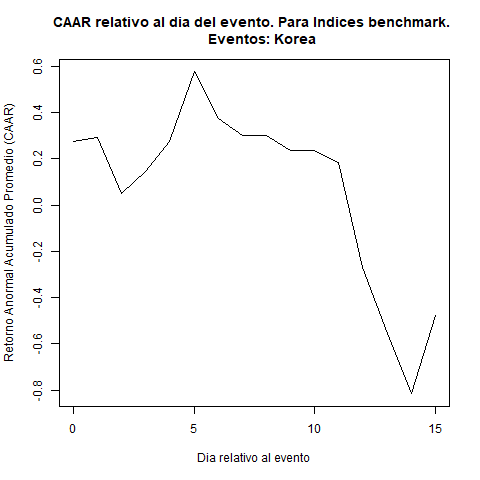 CAAR relativo al dia del evento. Para Indices benchmark.
Eventos: Korea
Retorno Anormal Acumulado Promedio (CAAR)
0.6
0.4
0.2
0.0
-0.2
-0.4
-0.6
-0.8
0 5 10 15
Dia relativo al evento